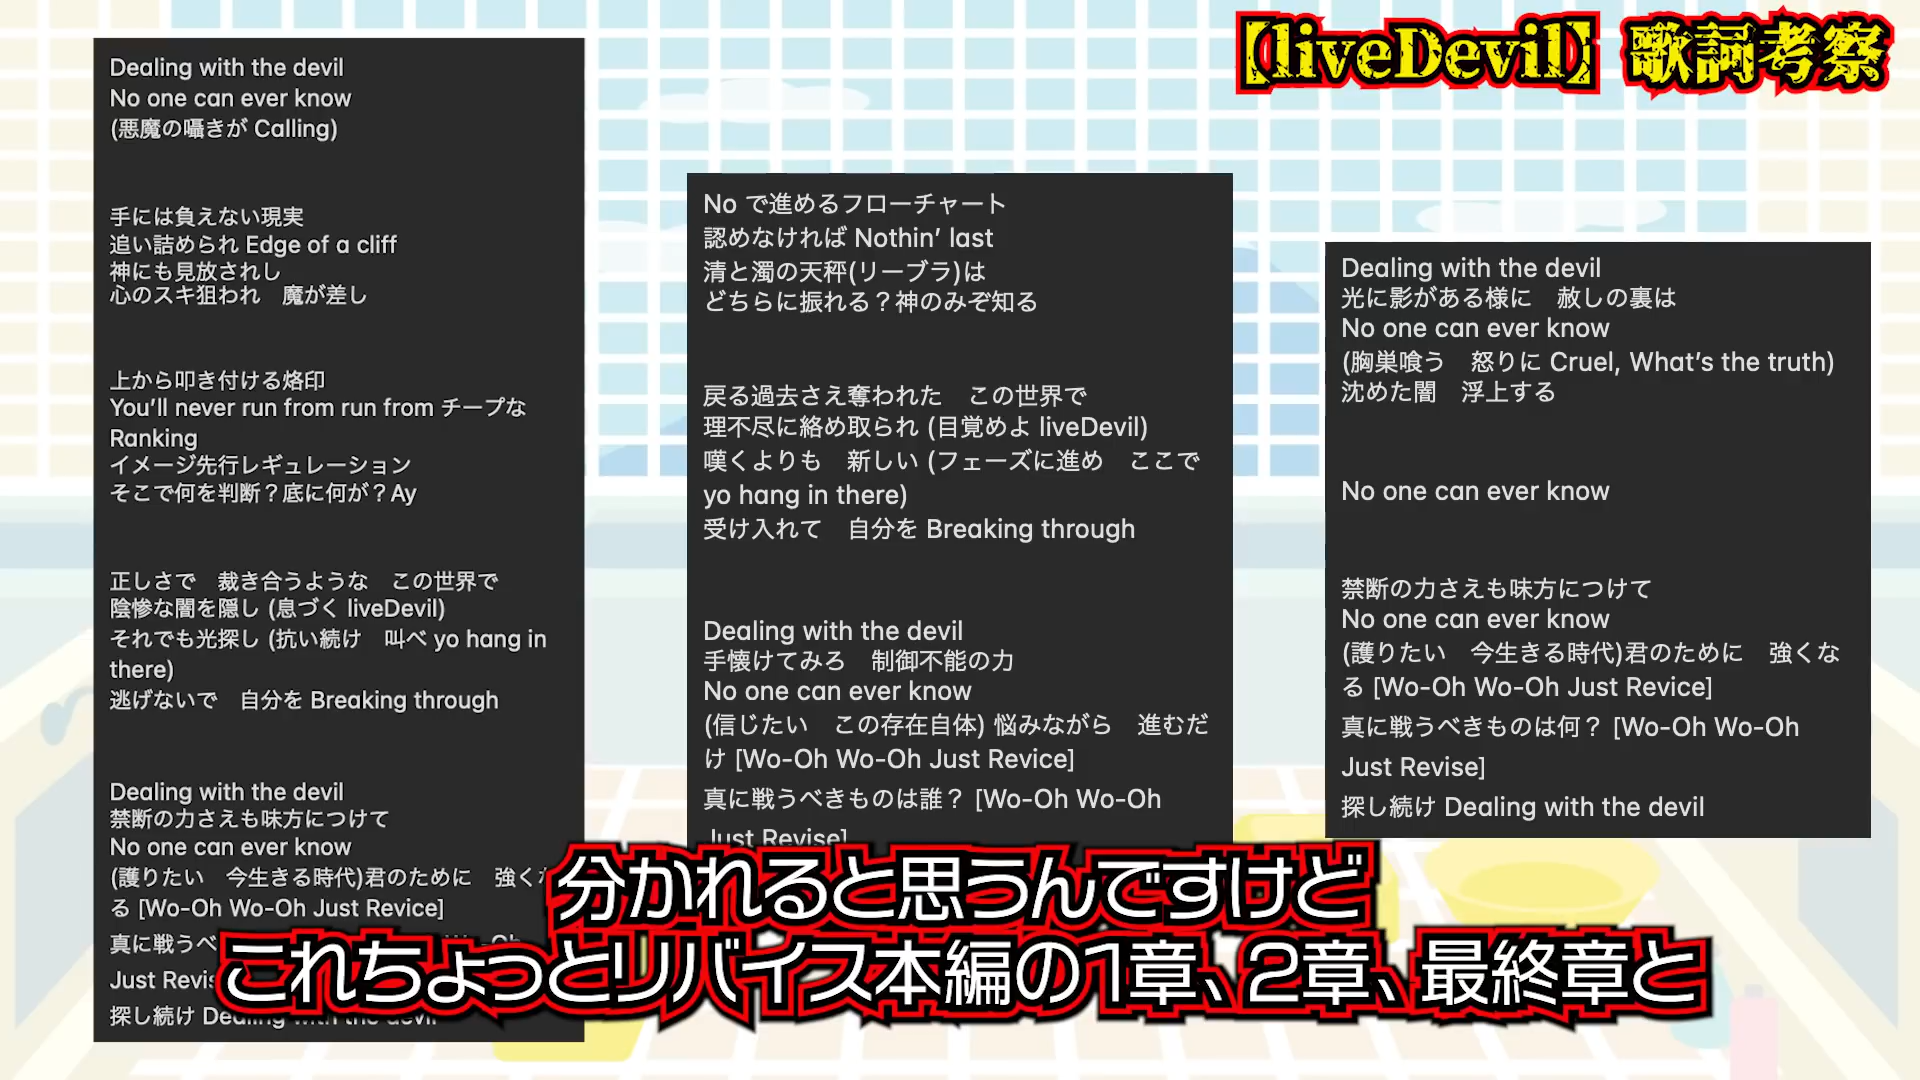 【liveDevil】歌詞考察
Dealing with the devil
No one can ever know
(悪魔の囁きが Calling)
手には負えない現実
追い詰められ Edge of a cliff
神にも見放されし
心のスキ狙われ　魔が差し
上から叩き付ける烙印
You’ll never run from run from チープな
Ranking
イメージ先行レギュレーション
そこで何を判断？底に何が？Ay
正しさで　裁き合うような　この世界で
陰惨な闇を隠し (息づく liveDevil)
それでも光探し (抗い続け　叫べ yo hang in
there)
逃げないで　自分を Breaking through
Dealing with the devil
禁断の力さえも味方につけて
No one can ever know
(護りたい　今生きる時代)君のために　強くな
る [Wo-Oh Wo-Oh Just Revice]
真に戦うべ
Just Revis
探し続け Dealing with the devil
No で進めるフローチャート
認めなければ Nothin’ last
清と濁の天秤(リーブラ)は
どちらに振れる？神のみぞ知る
戻る過去さえ奪われた　この世界で
理不尽に絡め取られ (目覚めよ liveDevil)
嘆くよりも　新しい (フェーズに進め　ここで
yo hang in there)
受け入れて　自分を Breaking through
Dealing with the devil
手懐けてみろ　制御不能の力
No one can ever know
(信じたい　この存在自体) 悩みながら　進むだ
け [Wo-Oh Wo-Oh Just Revice]
真に戦うべきものは誰？ [Wo-Oh Wo-Oh
Just Revise]
Dealing with the devil
光に影がある様に　赦しの裏は
No one can ever know
(胸巣喰う　怒りに Cruel, What’s the truth)
沈めた闇　浮上する
No one can ever know
禁断の力さえも味方につけて
No one can ever know
(護りたい　今生きる時代)君のために　強くな
る [Wo-Oh Wo-Oh Just Revice]
真に戦うべきものは何？ [Wo-Oh Wo-Oh
Just Revise]
探し続け Dealing with the devil
分かれると思うんですけど
これちょっとリバイス本編の1章、2章、最終章と